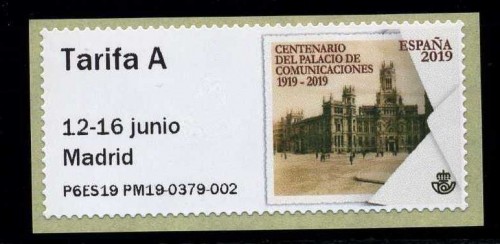 Tarifa A
12-16 junio
Madrid
P6ES19 PM19-0379-002
CENTENARIO
DEL PALACIO DE
COMUNICACIONES
1919 - 2019
ESPAÑA
2019